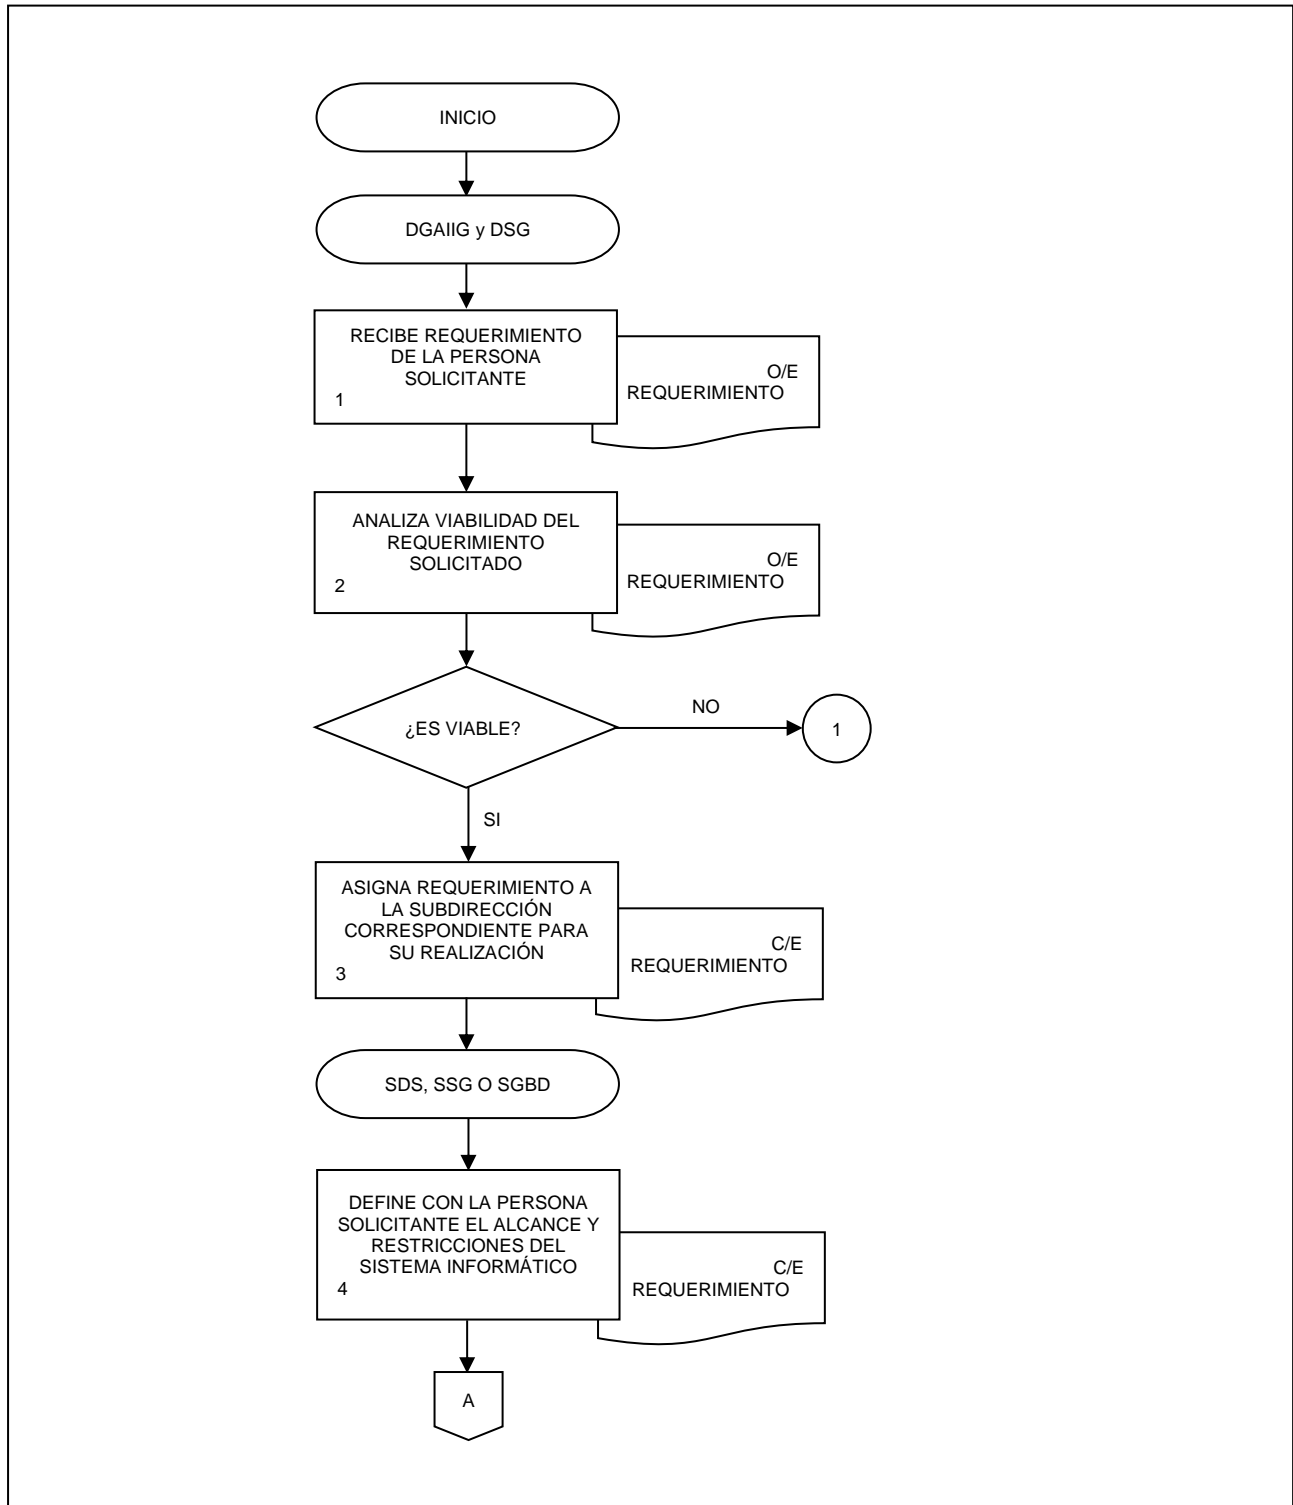 INICIO
DGAIIG y DSG
RECIBE REQUERIMIENTO
DE LA PERSONA
SOLICITANTE
1
O/E
REQUERIMIENTO
ANALIZA VIABILIDAD DEL
REQUERIMIENTO
SOLICITADO
2
O/E
REQUERIMIENTO
¿ES VIABLE?
NO
1
SI
ASIGNA REQUERIMIENTO A
LA SUBDIRECCIÓN
CORRESPONDIENTE PARA
SU REALIZACIÓN
3
C/E
REQUERIMIENTO
SDS, SSG O SGBD
DEFINE CON LA PERSONA
SOLICITANTE EL ALCANCE Y
RESTRICCIONES DEL
SISTEMA INFORMÁTICO
4
C/E
REQUERIMIENTO
A